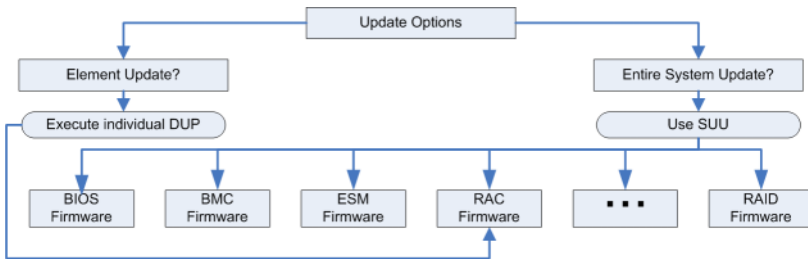 Update Options
Element Update?
Entire System Update?
Execute individual DUP
Use SUU
BIOS
Firmware
BMC
Firmware
ESM
Firmware
RAC
Firmware
...
RAID
Firmware